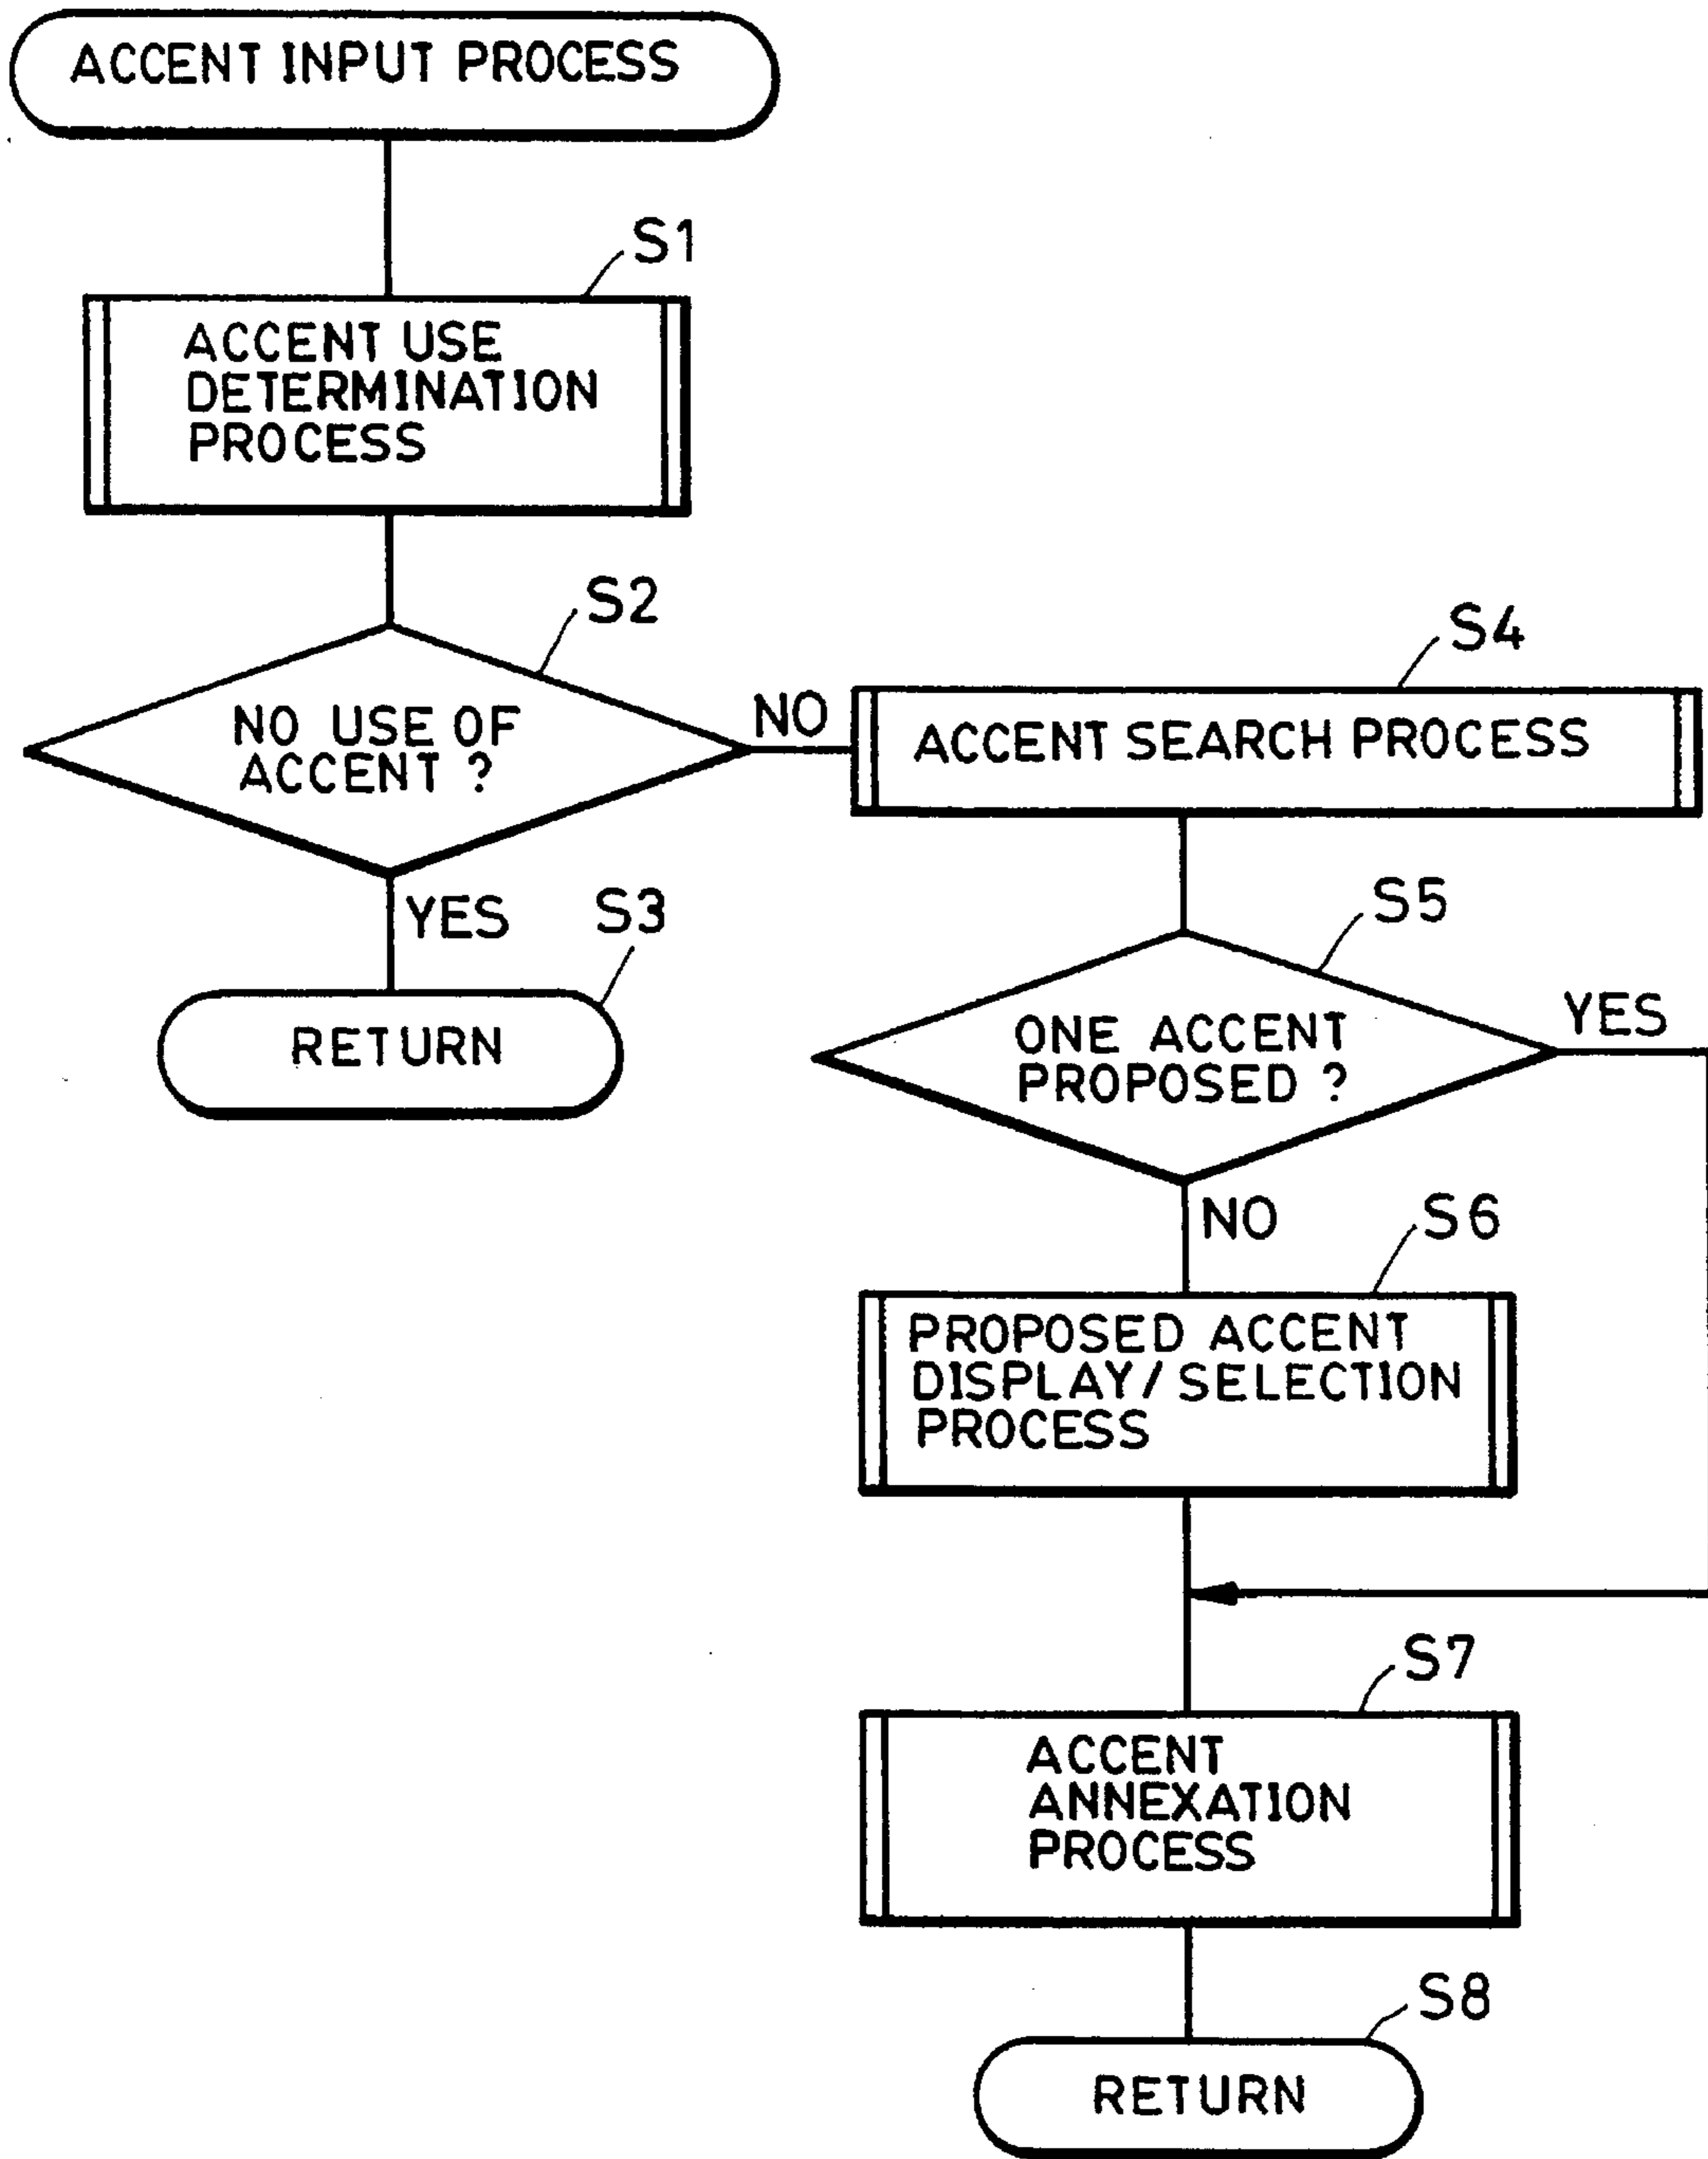 ACCENT INPUT PROCESS
S1
ACCENT USE
DETERMINATION
PROCESS
S2
NO USE OF
ACCENT ?
NO
YES
S3
RETURN
S4
ACCENT SEARCH PROCESS
S5
ONE ACCENT
PROPOSED ?
YES
NO
S6
PROPOSED ACCENT
DISPLAY/SELECTION
PROCESS
S7
ACCENT
ANNEXATION
PROCESS
S8
RETURN